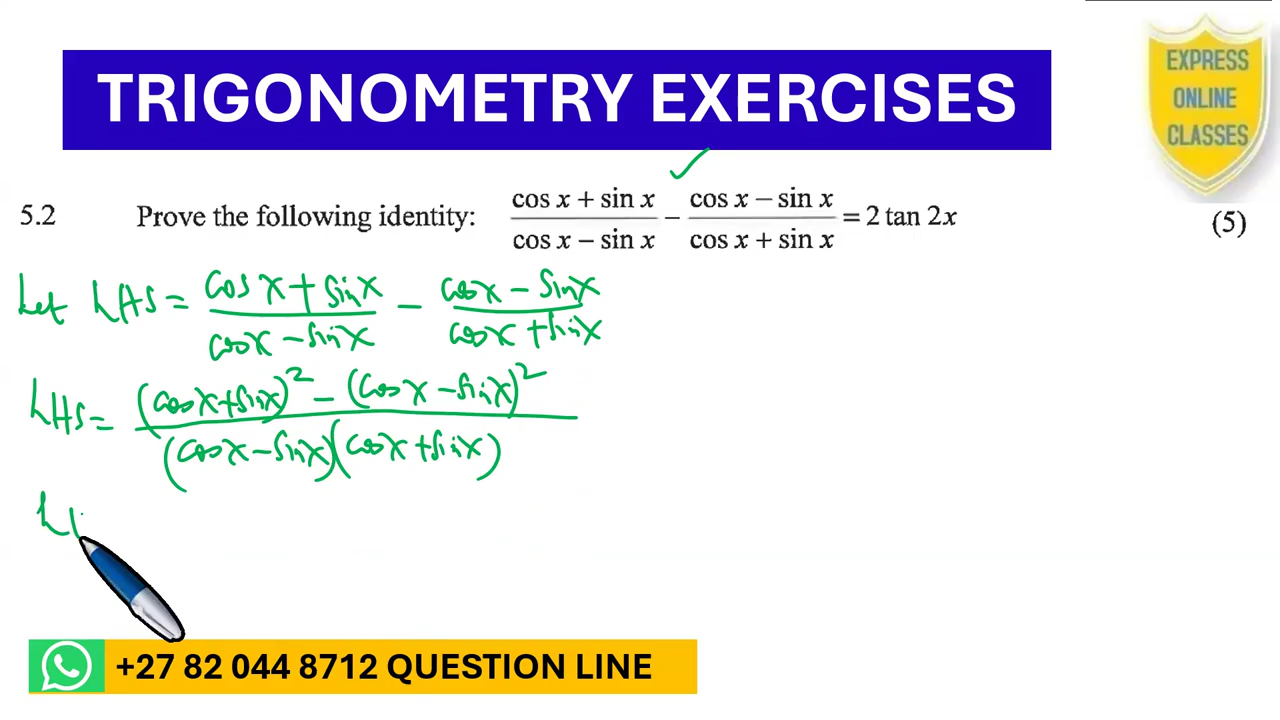 TRIGONOMETRY EXERCISES
EXPRESS
ONLINE
CLASSES
5.2 Prove the following identity: (cos x + sin x)/(cos x − sin x) − (cos x − sin x)/(cos x + sin x) = 2 tan 2x (5)
Let LHS = (cos x + sin x)/(cos x − sin x) − (cos x − sin x)/(cos x + sin x)
LHS = ((cos x + sin x)² − (cos x − sin x)²)/((cos x − sin x)(cos x + sin x))
+27 82 044 8712 QUESTION LINE